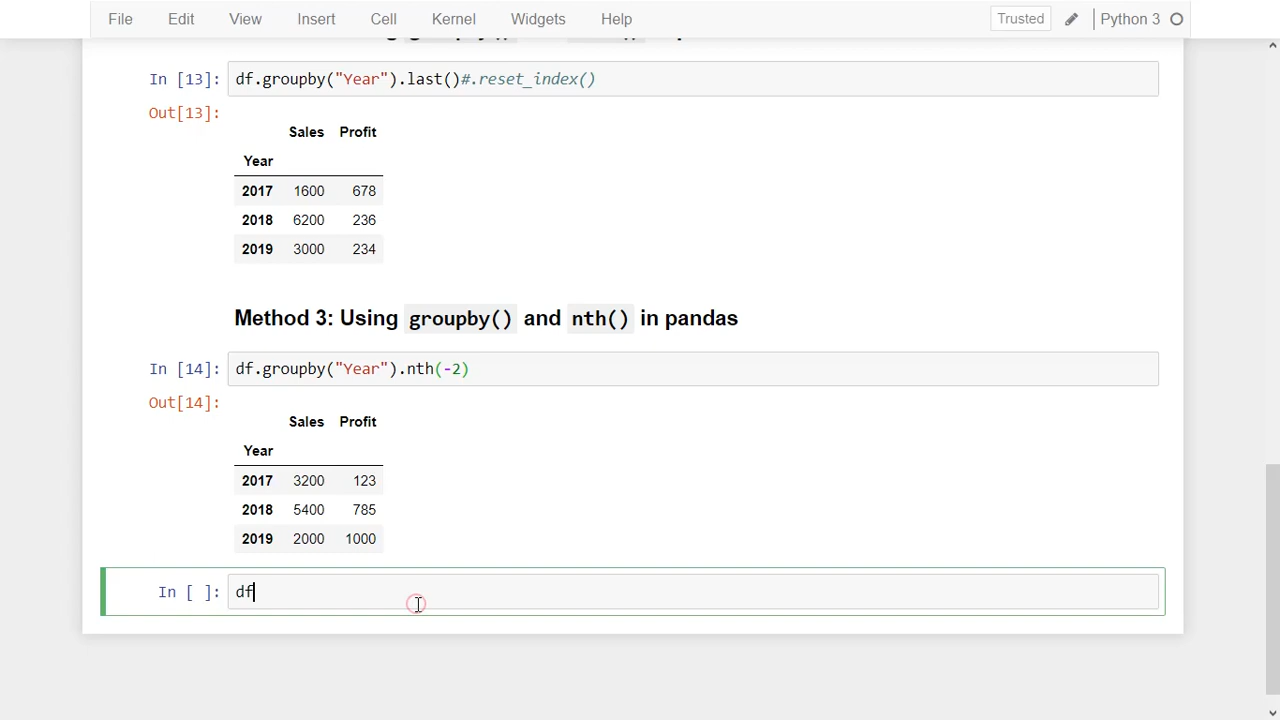 File Edit View Insert Cell Kernel Widgets Help Trusted Python 3
In [13]: df.groupby("Year").last()#.reset_index()
Out[13]:
Sales Profit
Year
2017 1600 678
2018 6200 236
2019 3000 234
Method 3: Using groupby() and nth() in pandas
In [14]: df.groupby("Year").nth(-2)
Out[14]:
Sales Profit
Year
2017 3200 123
2018 5400 785
2019 2000 1000
In [ ]: df